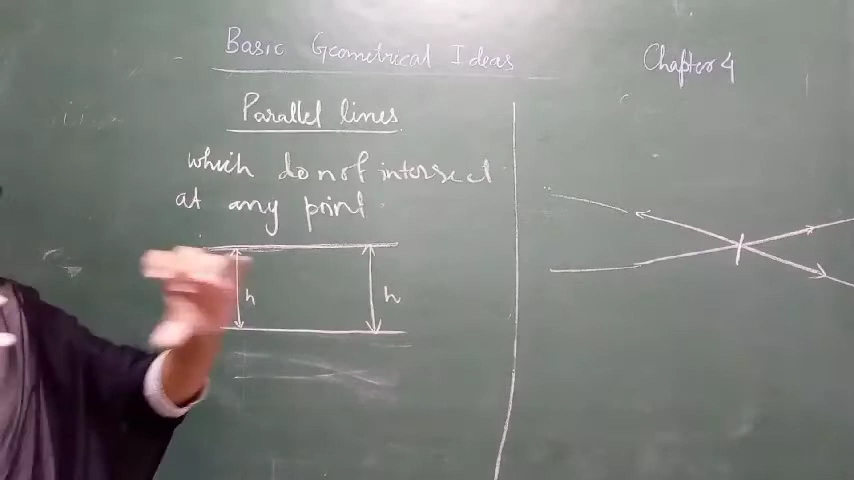 Basic Geometrical Ideas
Chapter 4
Parallel lines
which do not intersect
at any point.
h
h